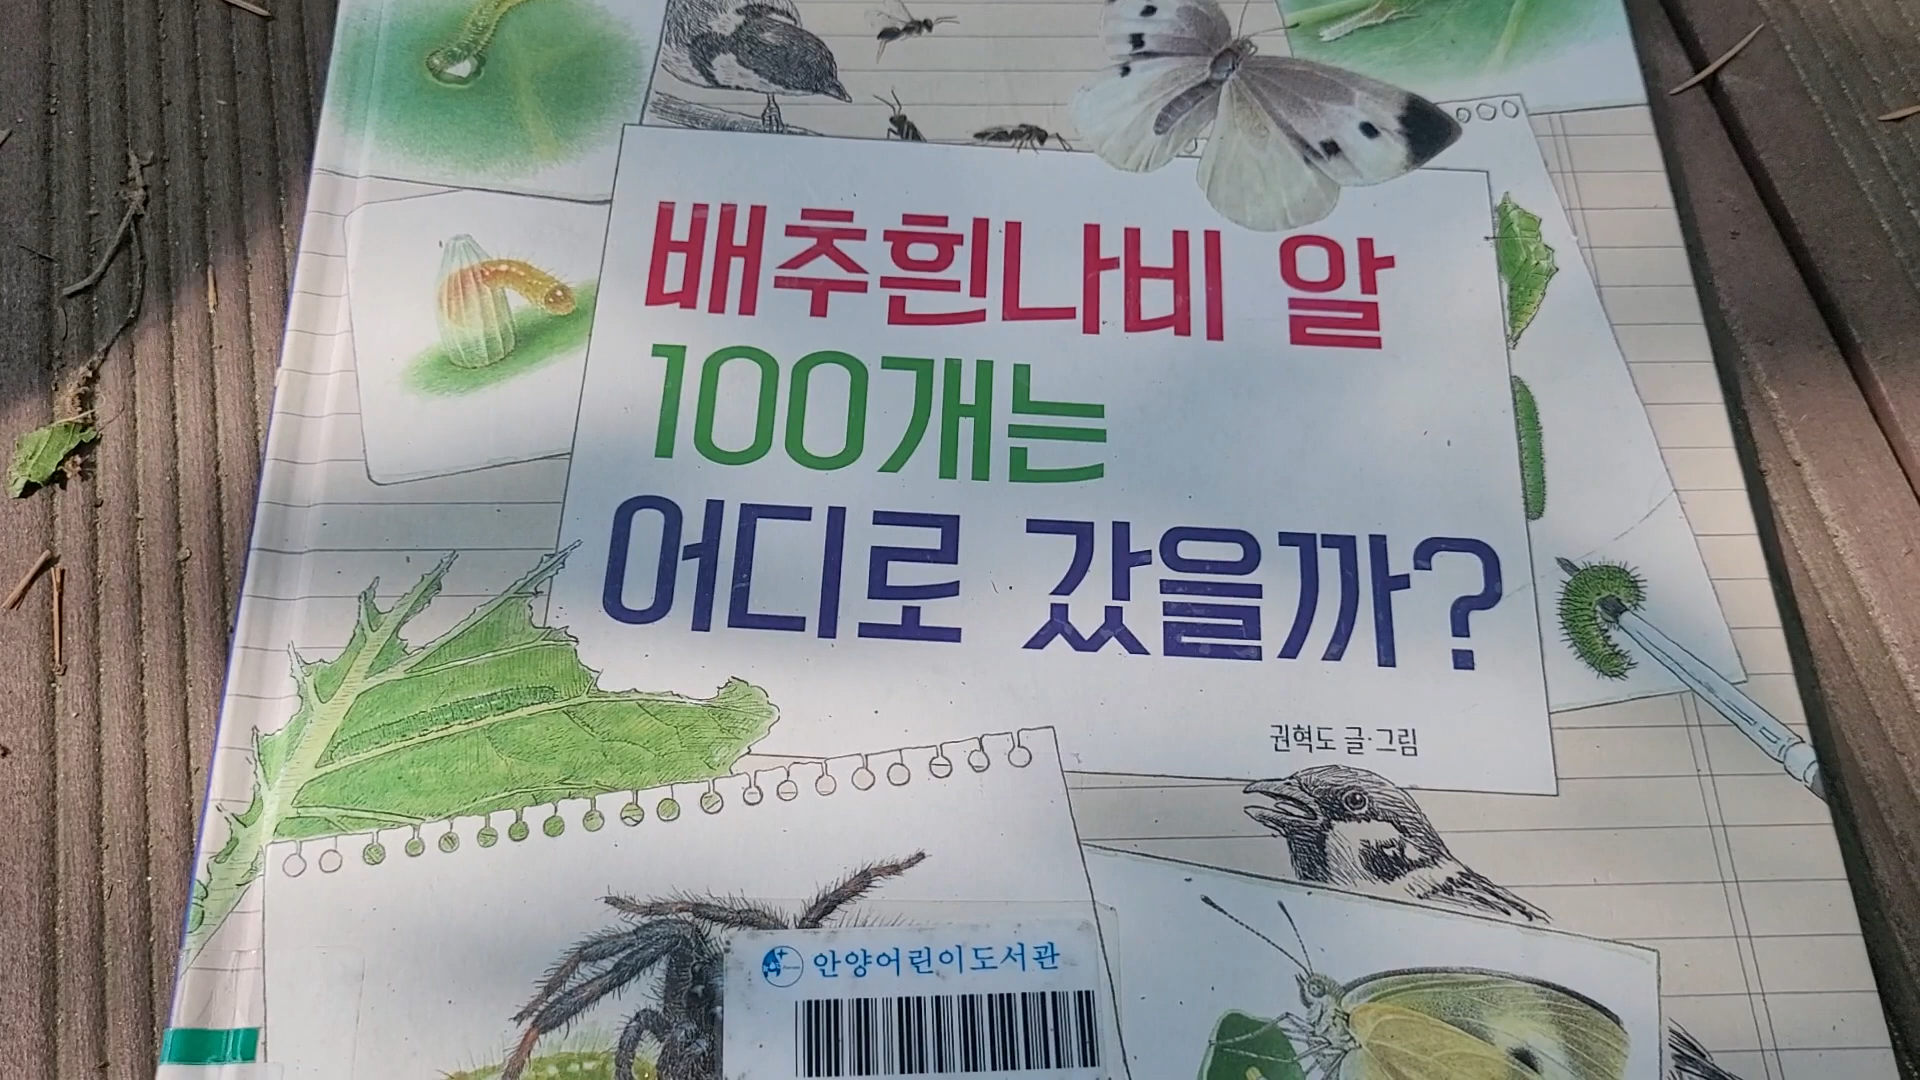 배추흰나비 알
100개는
어디로 갔을까?
권혁도 글·그림
안양어린이도서관